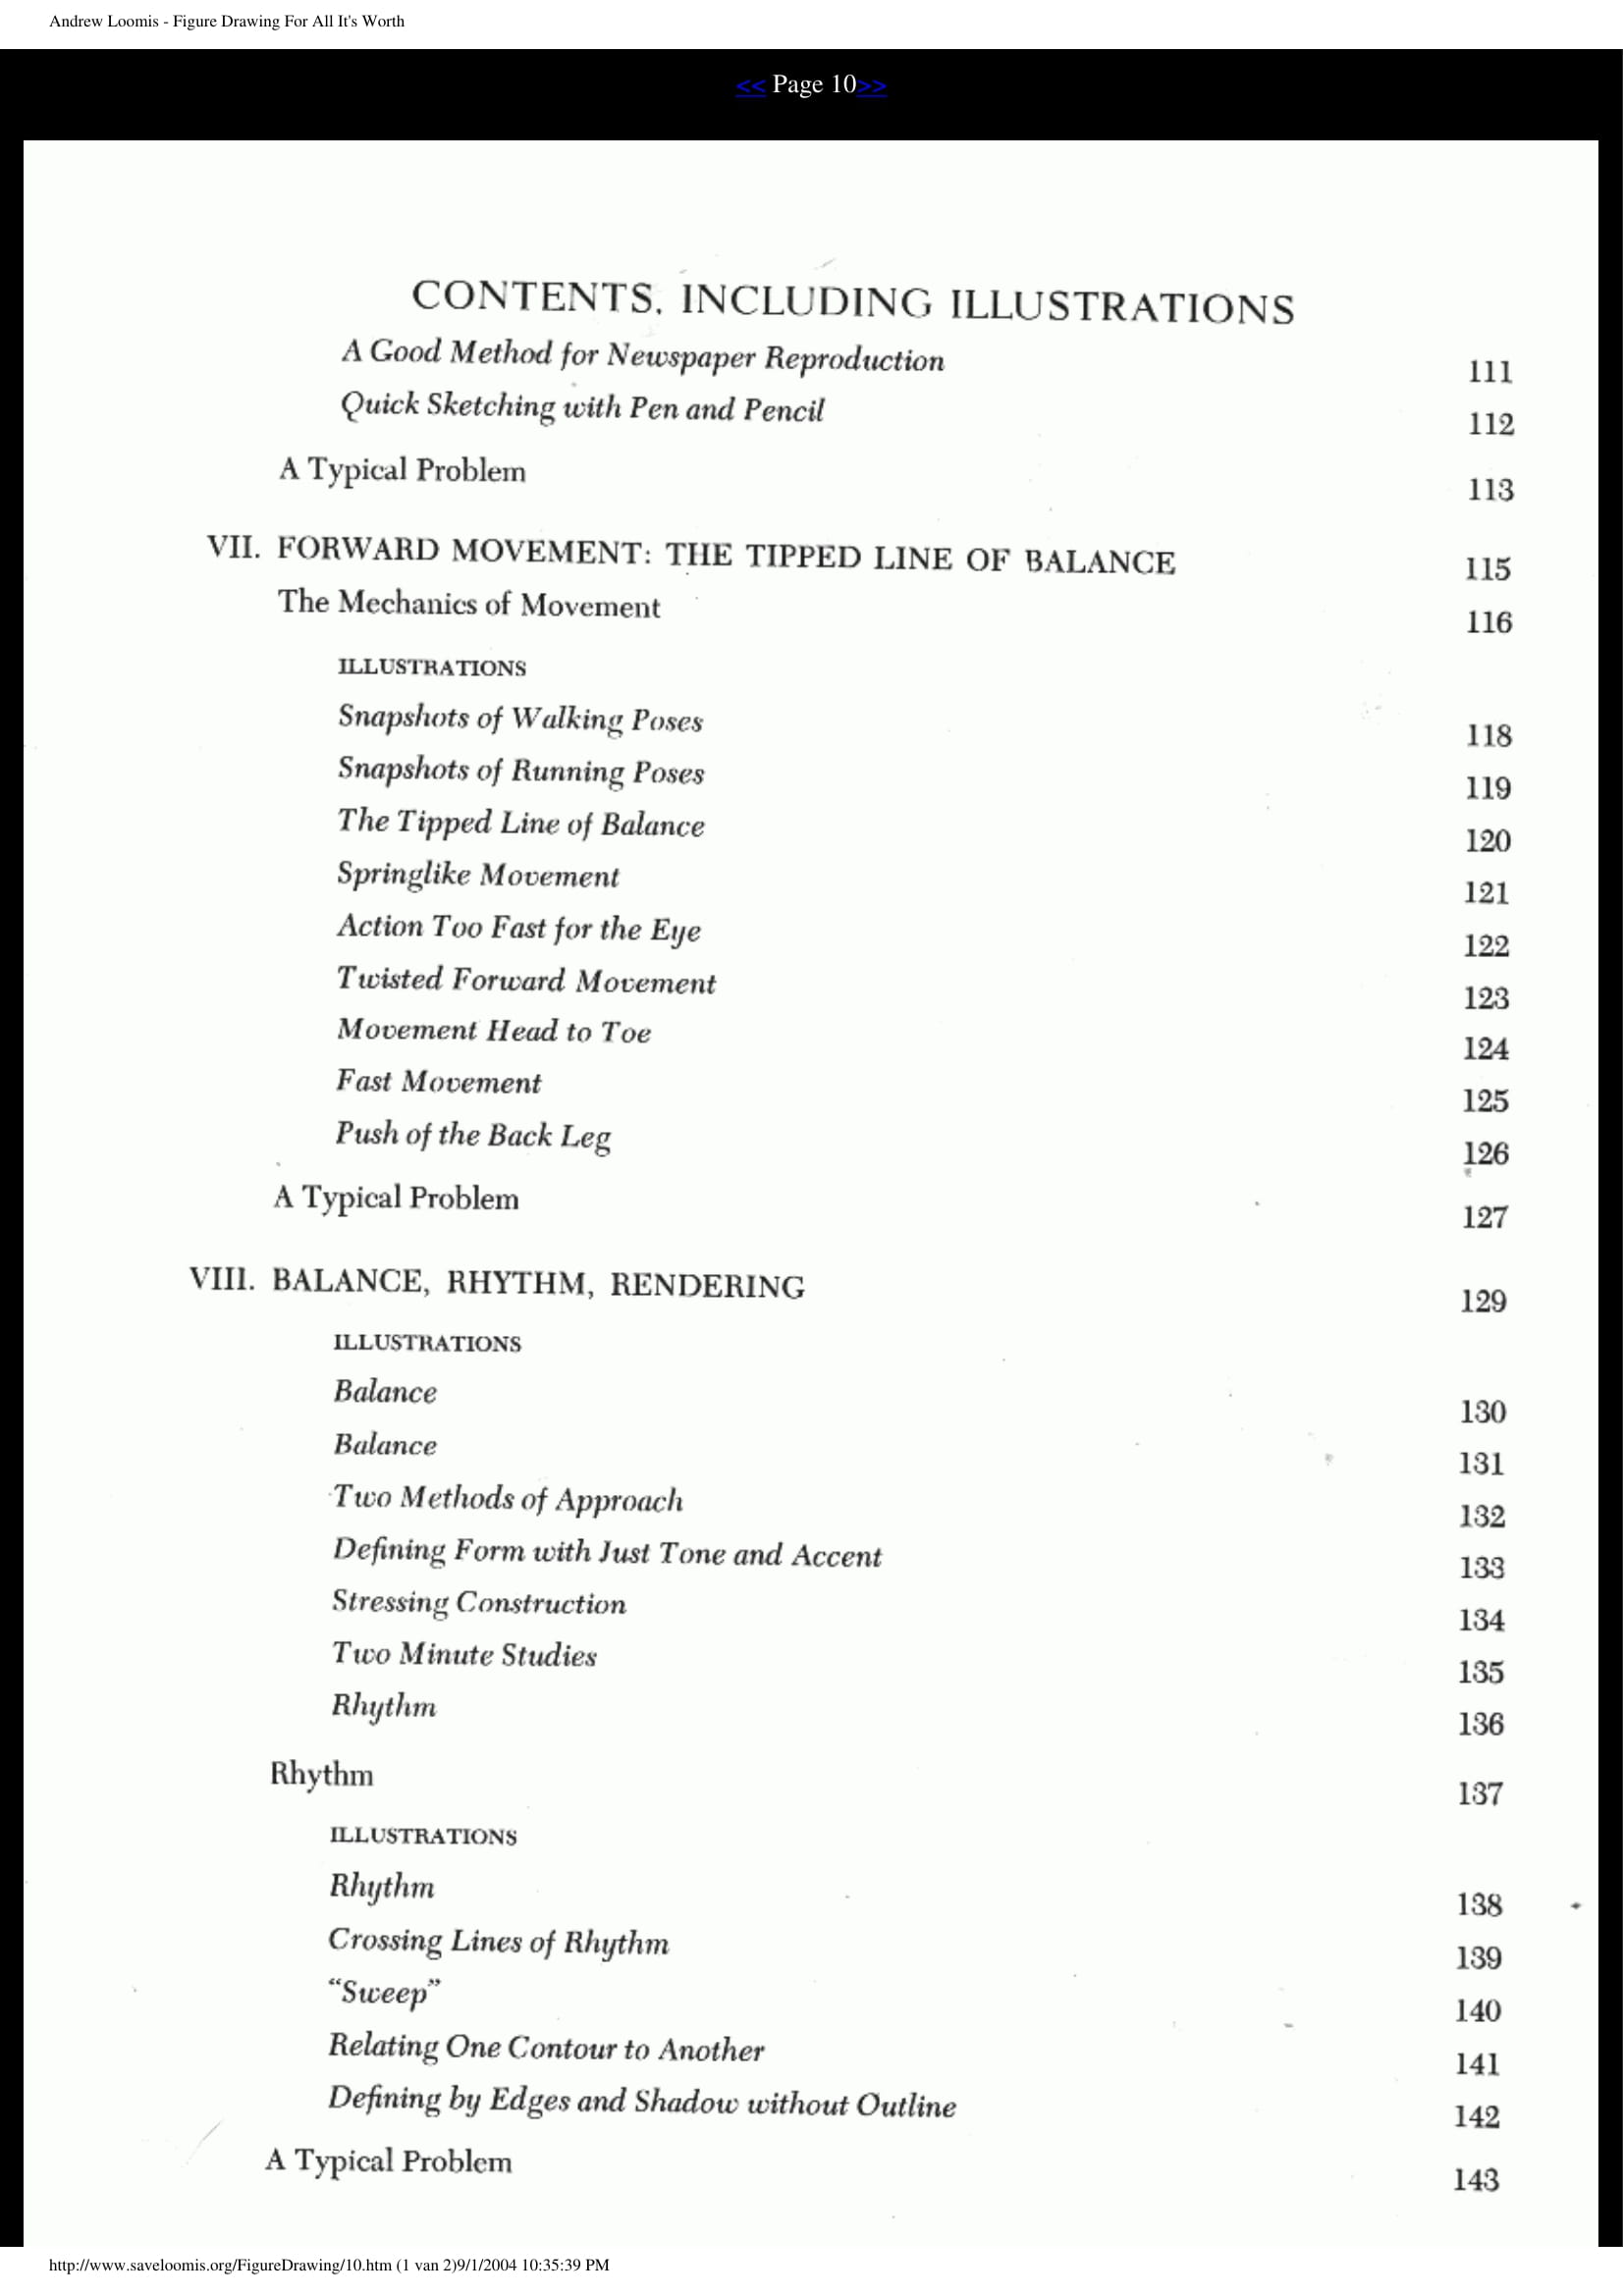 Andrew Loomis - Figure Drawing For All It's Worth
<< Page 10>>
CONTENTS, INCLUDING ILLUSTRATIONS
A Good Method for Newspaper Reproduction 111
Quick Sketching with Pen and Pencil 112
A Typical Problem 113
VII. FORWARD MOVEMENT: THE TIPPED LINE OF BALANCE 115
The Mechanics of Movement 116
ILLUSTRATIONS
Snapshots of Walking Poses 118
Snapshots of Running Poses 119
The Tipped Line of Balance 120
Springlike Movement 121
Action Too Fast for the Eye 122
Twisted Forward Movement 123
Movement Head to Toe 124
Fast Movement 125
Push of the Back Leg 126
A Typical Problem 127
VIII. BALANCE, RHYTHM, RENDERING 129
ILLUSTRATIONS
Balance 130
Balance 131
Two Methods of Approach 132
Defining Form with Just Tone and Accent 133
Stressing Construction 134
Two Minute Studies 135
Rhythm 136
Rhythm 137
ILLUSTRATIONS
Rhythm 138
Crossing Lines of Rhythm 139
“Sweep” 140
Relating One Contour to Another 141
Defining by Edges and Shadow without Outline 142
A Typical Problem 143
http://www.saveloomis.org/FigureDrawing/10.htm (1 van 2)9/1/2004 10:35:39 PM